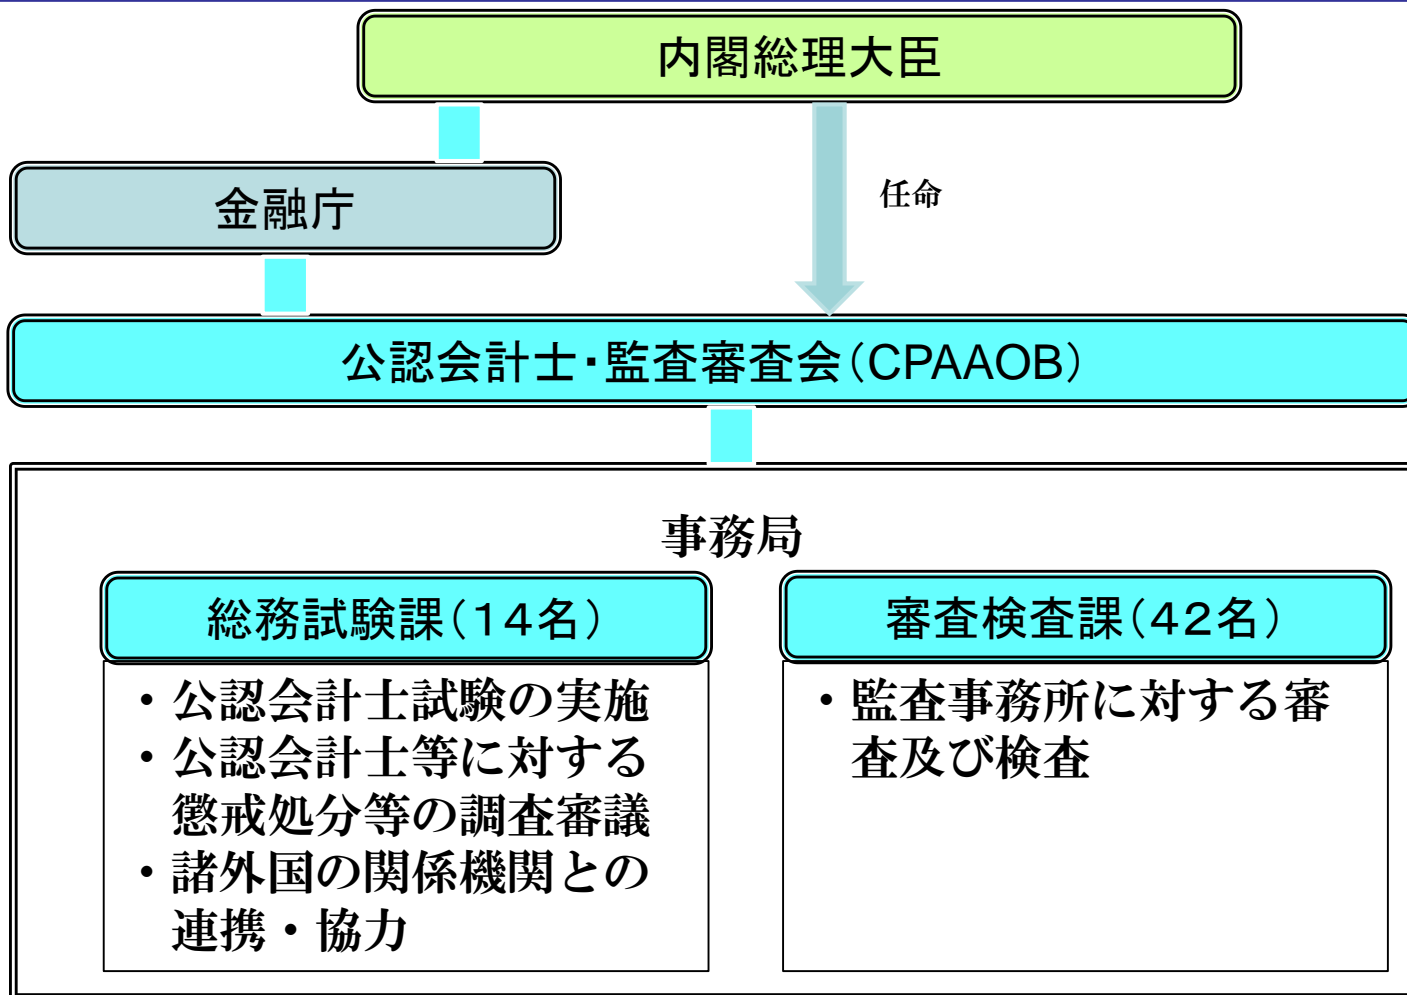 内閣総理大臣
金融庁
任命
公認会計士・監査審査会（CPAAOB）
事務局
総務試験課（１４名）
・公認会計士試験の実施
・公認会計士等に対する
懲戒処分等の調査審議
・諸外国の関係機関との
連携・協力
審査検査課（４２名）
・監査事務所に対する審
査及び検査